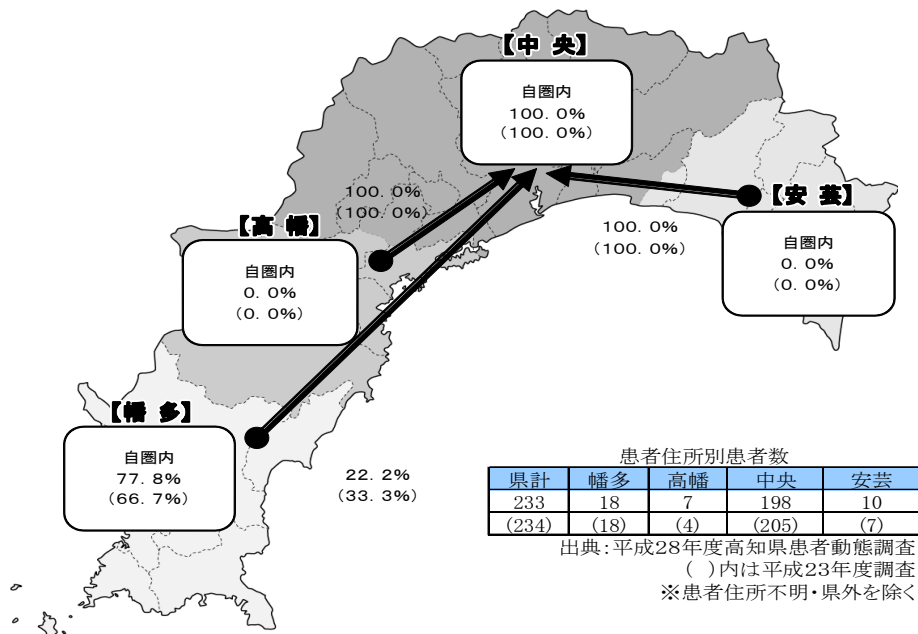 【中 央】
自圏内
100. 0%
(100. 0%)
100. 0%
(100. 0%)
【高 幡】
自圏内
0. 0%
(0. 0%)
100. 0%
(100. 0%)
【安 芸】
自圏内
0. 0%
(0. 0%)
【幡 多】
自圏内
77. 8%
(66. 7%)
22. 2%
(33. 3%)
患者住所別患者数
県計 幡多 高幡 中央 安芸
233 18 7 198 10
(234) (18) (4) (205) (7)
出典：平成28年度高知県患者動態調査
( )内は平成23年度調査
※患者住所不明・県外を除く